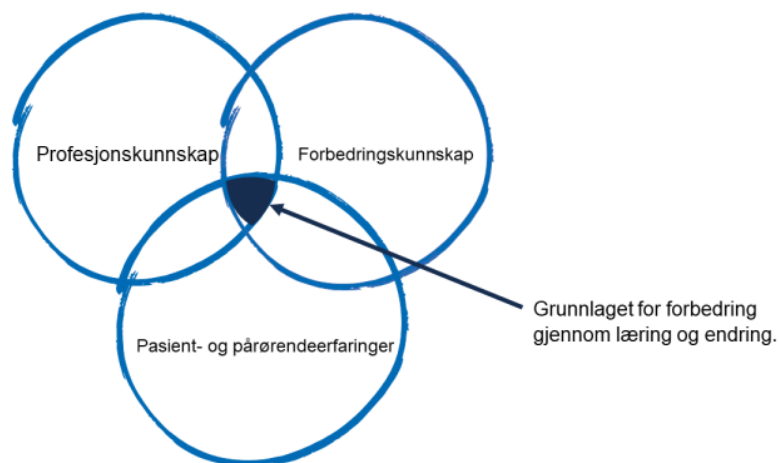 Profesjonskunnskap
Forbedringskunnskap
Grunnlaget for forbedring
gjennom læring og endring.
Pasient- og pårørendeerfaringer